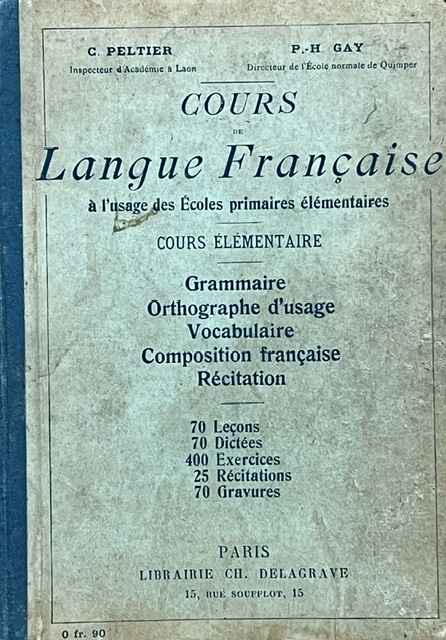 C. PELTIER P.-H. GAY
Inspecteur d'Académie à Laon Directeur de l'École normale de Quimper
COURS
DE
Langue Française
à l'usage des Écoles primaires élémentaires
COURS ÉLÉMENTAIRE
Grammaire
Orthographe d'usage
Vocabulaire
Composition française
Récitation
70 Leçons
70 Dictées
400 Exercices
25 Récitations
70 Gravures
PARIS
LIBRAIRIE CH. DELAGRAVE
15, RUE SOUFFLOT, 15
0 fr. 90